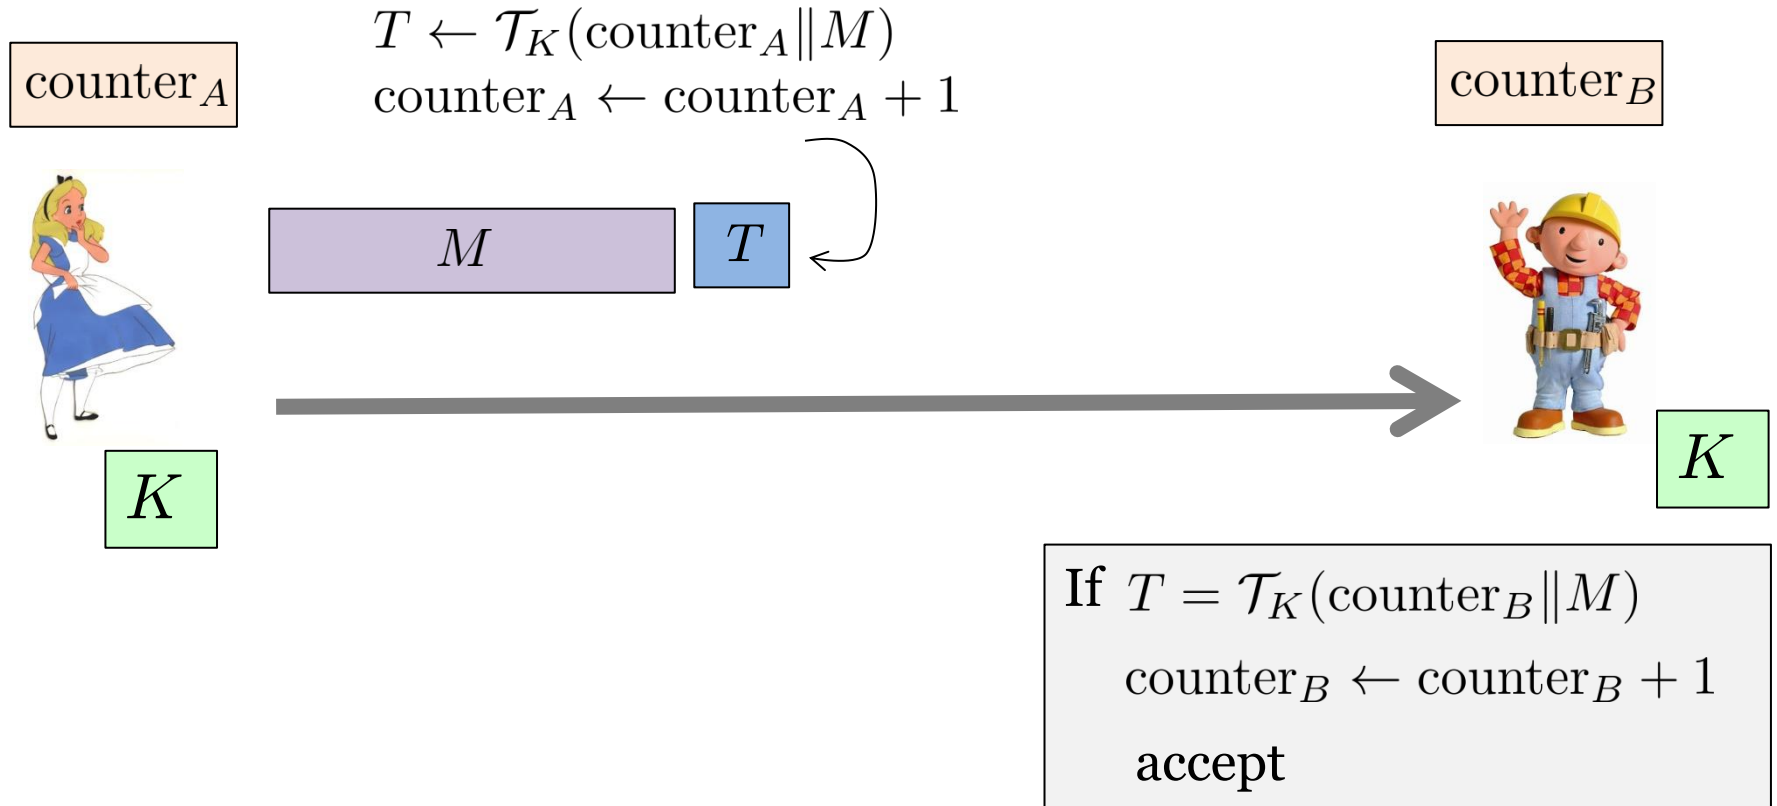 T ← 𝒯_K(counter_A‖M)
counter_A
counter_A ← counter_A + 1
counter_B
M
T
K
K
If T = 𝒯_K(counter_B‖M)
counter_B ← counter_B + 1
accept